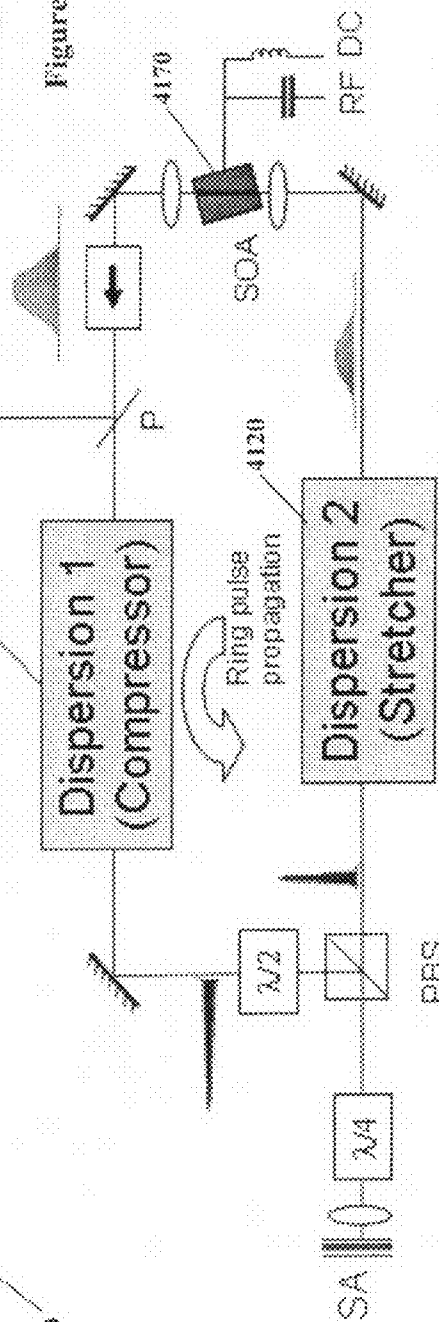 Figure
4170
RF DC
SOA
P
4120
Dispersion 1
(Compressor)
Ring pulse
propagation
Dispersion 2
(Stretcher)
λ/2
PBS
λ/4
SA